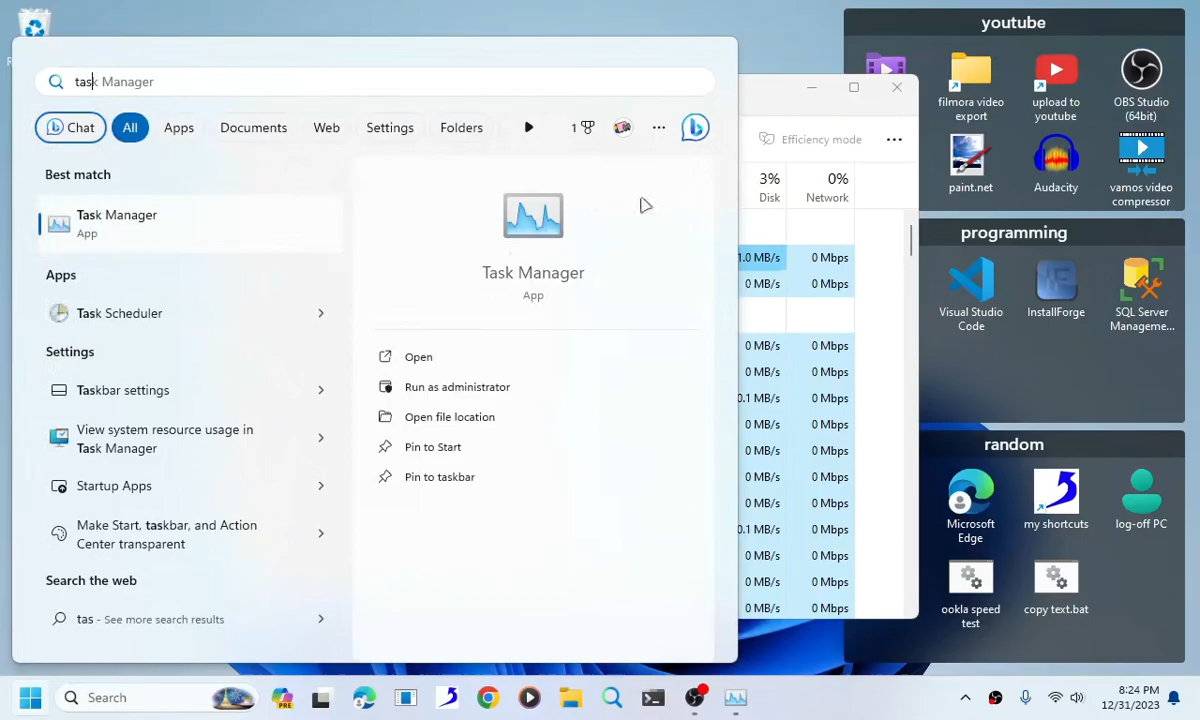 task Manager
Chat
All
Apps
Documents
Web
Settings
Folders
1
Best match
Task Manager
App
Apps
Task Scheduler
Settings
Taskbar settings
View system resource usage in
Task Manager
Startup Apps
Make Start, taskbar, and Action
Center transparent
Search the web
tas - See more search results
Task Manager
App
Open
Run as administrator
Open file location
Pin to Start
Pin to taskbar
Efficiency mode
3% 0%
Disk Network
1.0 MB/s 0 Mbps
0 MB/s 0 Mbps
0 MB/s 0 Mbps
0 MB/s 0 Mbps
0.1 MB/s 0 Mbps
0 MB/s 0 Mbps
0 MB/s 0 Mbps
0 MB/s 0 Mbps
0 MB/s 0 Mbps
0.1 MB/s 0 Mbps
0 MB/s 0 Mbps
0 MB/s 0 Mbps
0 MB/s 0 Mbps
youtube
filmora video
export
upload to
youtube
OBS Studio
(64bit)
paint.net
Audacity
vamos video
compressor
programming
Visual Studio
Code
InstallForge
SQL Server
Manageme...
random
Microsoft
Edge
my shortcuts
log-off PC
ookla speed
test
copy text.bat
Search
PRE
8:24 PM
12/31/2023